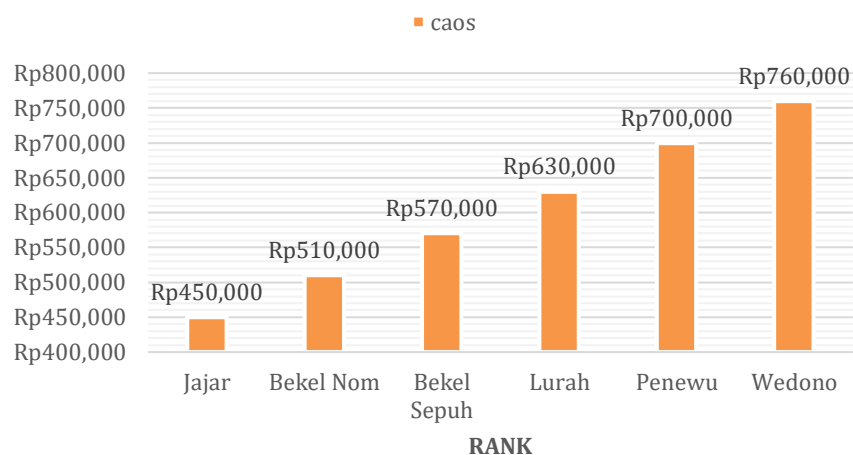 caos
Rp800,000
Rp750,000
Rp700,000
Rp650,000
Rp600,000
Rp550,000
Rp500,000
Rp450,000
Rp400,000
Rp450,000
Rp510,000
Rp570,000
Rp630,000
Rp700,000
Rp760,000
Jajar
Bekel Nom
Bekel
Sepuh
Lurah
Penewu
Wedono
RANK